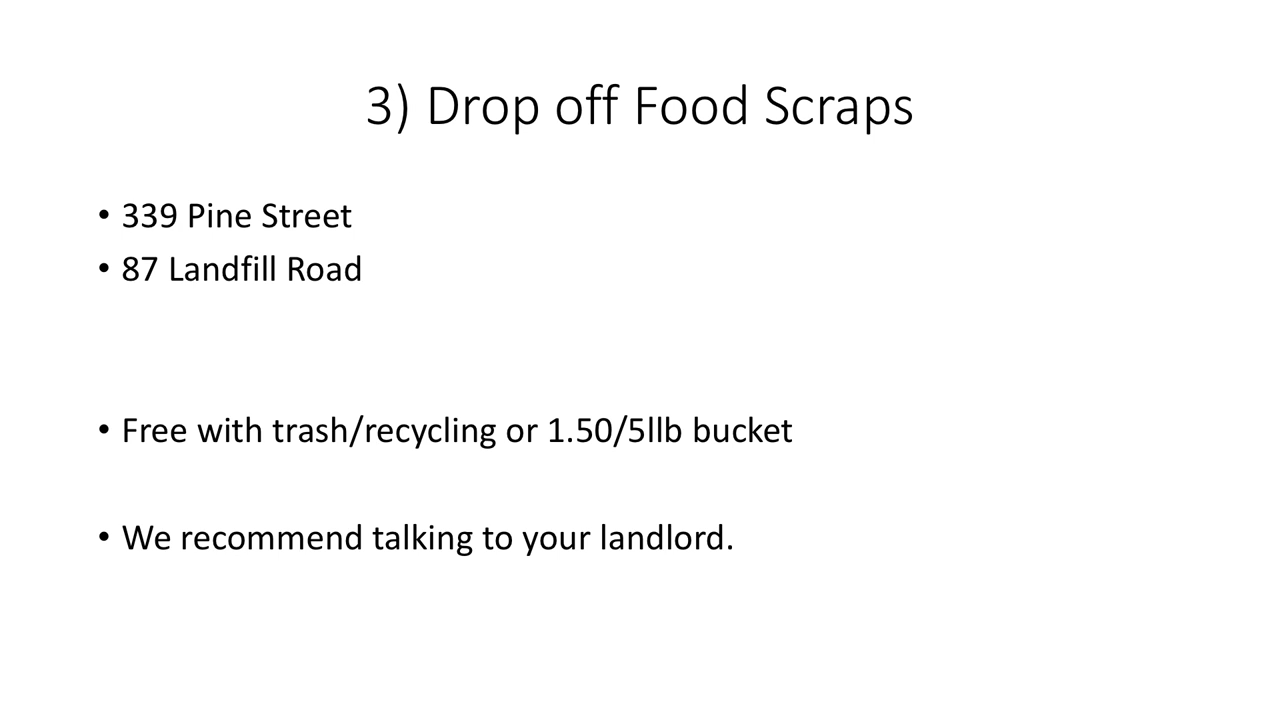 3) Drop off Food Scraps
• 339 Pine Street
• 87 Landfill Road
• Free with trash/recycling or 1.50/5llb bucket
• We recommend talking to your landlord.